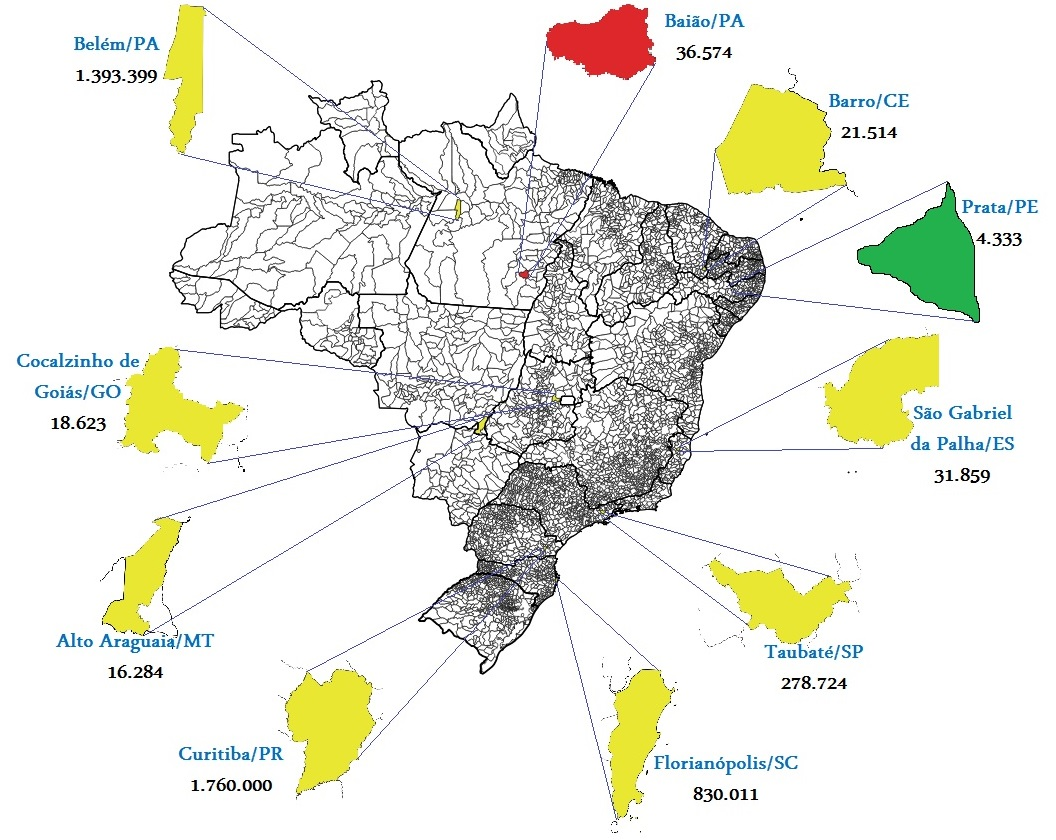 Belém/PA
1.393.399
Baião/PA
36.574
Barro/CE
21.514
Prata/PE
4.333
Cocalzinho de
Goiás/GO
18.623
São Gabriel
da Palha/ES
31.859
Alto Araguaia/MT
16.284
Taubaté/SP
278.724
Curitiba/PR
1.760.000
Florianópolis/SC
830.011